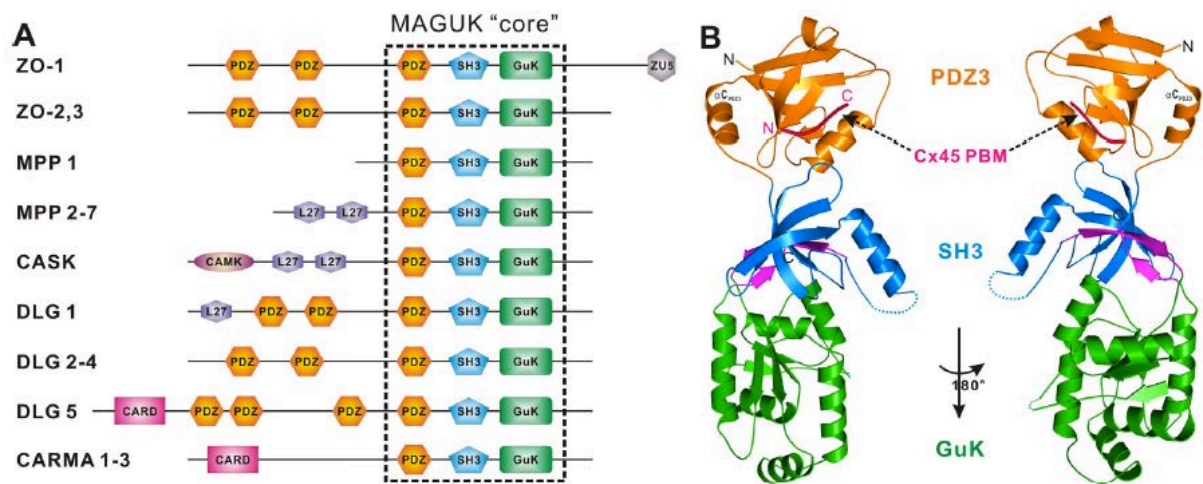 A
MAGUK "core"
ZO-1 PDZ PDZ PDZ SH3 GuK ZU5
ZO-2,3 PDZ PDZ PDZ SH3 GuK
MPP 1 PDZ SH3 GuK
MPP 2-7 L27 L27 PDZ SH3 GuK
CASK CAMK L27 L27 PDZ SH3 GuK
DLG 1 L27 PDZ PDZ PDZ SH3 GuK
DLG 2-4 PDZ PDZ PDZ SH3 GuK
DLG 5 CARD PDZ PDZ PDZ PDZ SH3 GuK
CARMA 1-3 CARD PDZ SH3 GuK
B
N N
PDZ3
αC PDZ3 αC PDZ3
C
N
Cx45 PBM
SH3
C C
180°
GuK